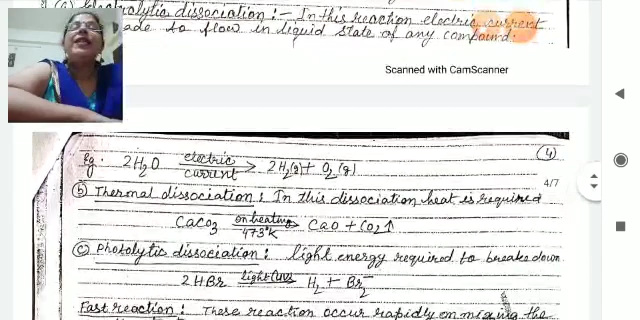 (a) Electrolytic dissociation :- In this reaction electric current
ade to flow in liquid state of any compound.
Scanned with CamScanner
(4)
Eg. 2H₂O electric current > 2H₂(g) + O₂(g)
4/7
(b) Thermal dissociation : In this dissociation heat is required
CaCO₃ on heating 473°K > CaO + CO₂↑
(c) Photolytic dissociation : light energy required to breakdown
2HBr light (UV) H₂ + Br₂
Fast reaction : These reaction occur rapidly on mixing the